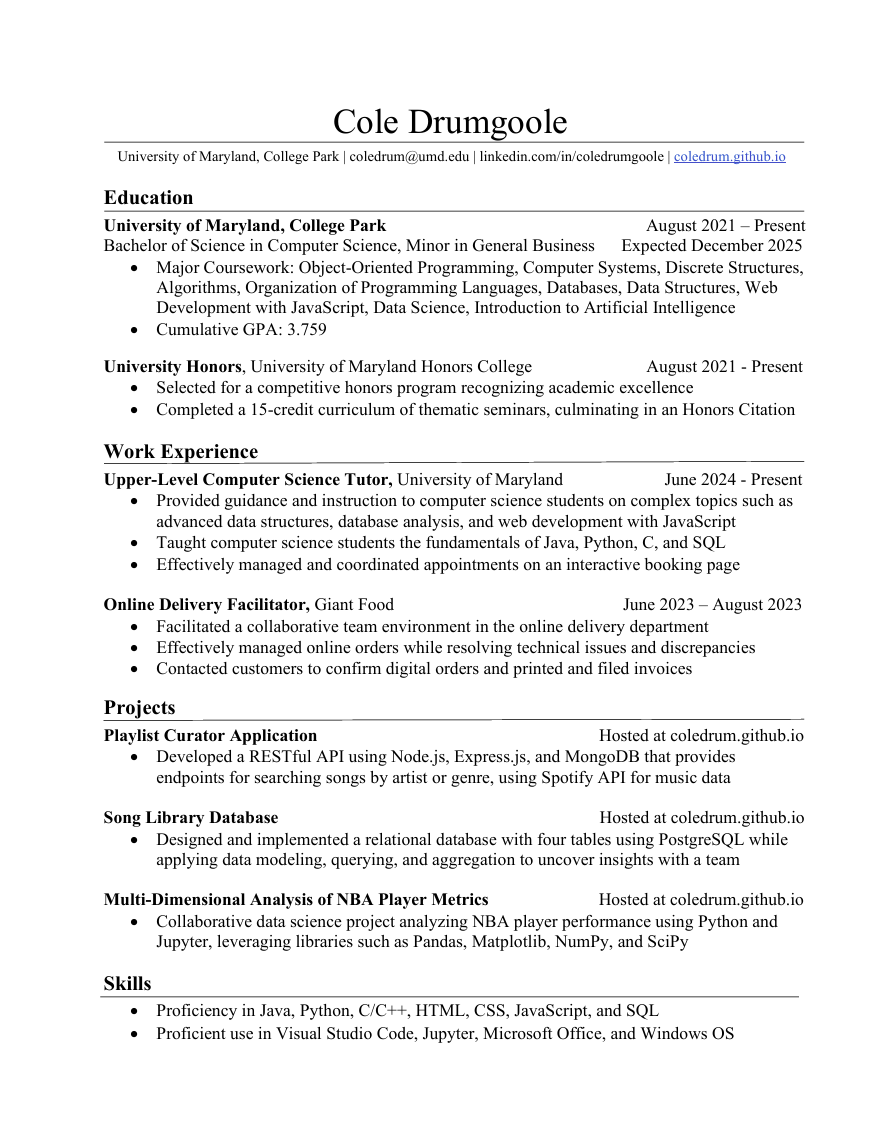 Cole Drumgoole
University of Maryland, College Park | coledrum@umd.edu | linkedin.com/in/coledrumgoole | coledrum.github.io
Education
University of Maryland, College Park August 2021 – Present
Bachelor of Science in Computer Science, Minor in General Business Expected December 2025
• Major Coursework: Object-Oriented Programming, Computer Systems, Discrete Structures,
Algorithms, Organization of Programming Languages, Databases, Data Structures, Web
Development with JavaScript, Data Science, Introduction to Artificial Intelligence
• Cumulative GPA: 3.759
University Honors, University of Maryland Honors College August 2021 - Present
• Selected for a competitive honors program recognizing academic excellence
• Completed a 15-credit curriculum of thematic seminars, culminating in an Honors Citation
Work Experience
Upper-Level Computer Science Tutor, University of Maryland June 2024 - Present
• Provided guidance and instruction to computer science students on complex topics such as
advanced data structures, database analysis, and web development with JavaScript
• Taught computer science students the fundamentals of Java, Python, C, and SQL
• Effectively managed and coordinated appointments on an interactive booking page
Online Delivery Facilitator, Giant Food June 2023 – August 2023
• Facilitated a collaborative team environment in the online delivery department
• Effectively managed online orders while resolving technical issues and discrepancies
• Contacted customers to confirm digital orders and printed and filed invoices
Projects
Playlist Curator Application Hosted at coledrum.github.io
• Developed a RESTful API using Node.js, Express.js, and MongoDB that provides
endpoints for searching songs by artist or genre, using Spotify API for music data
Song Library Database Hosted at coledrum.github.io
• Designed and implemented a relational database with four tables using PostgreSQL while
applying data modeling, querying, and aggregation to uncover insights with a team
Multi-Dimensional Analysis of NBA Player Metrics Hosted at coledrum.github.io
• Collaborative data science project analyzing NBA player performance using Python and
Jupyter, leveraging libraries such as Pandas, Matplotlib, NumPy, and SciPy
Skills
• Proficiency in Java, Python, C/C++, HTML, CSS, JavaScript, and SQL
• Proficient use in Visual Studio Code, Jupyter, Microsoft Office, and Windows OS